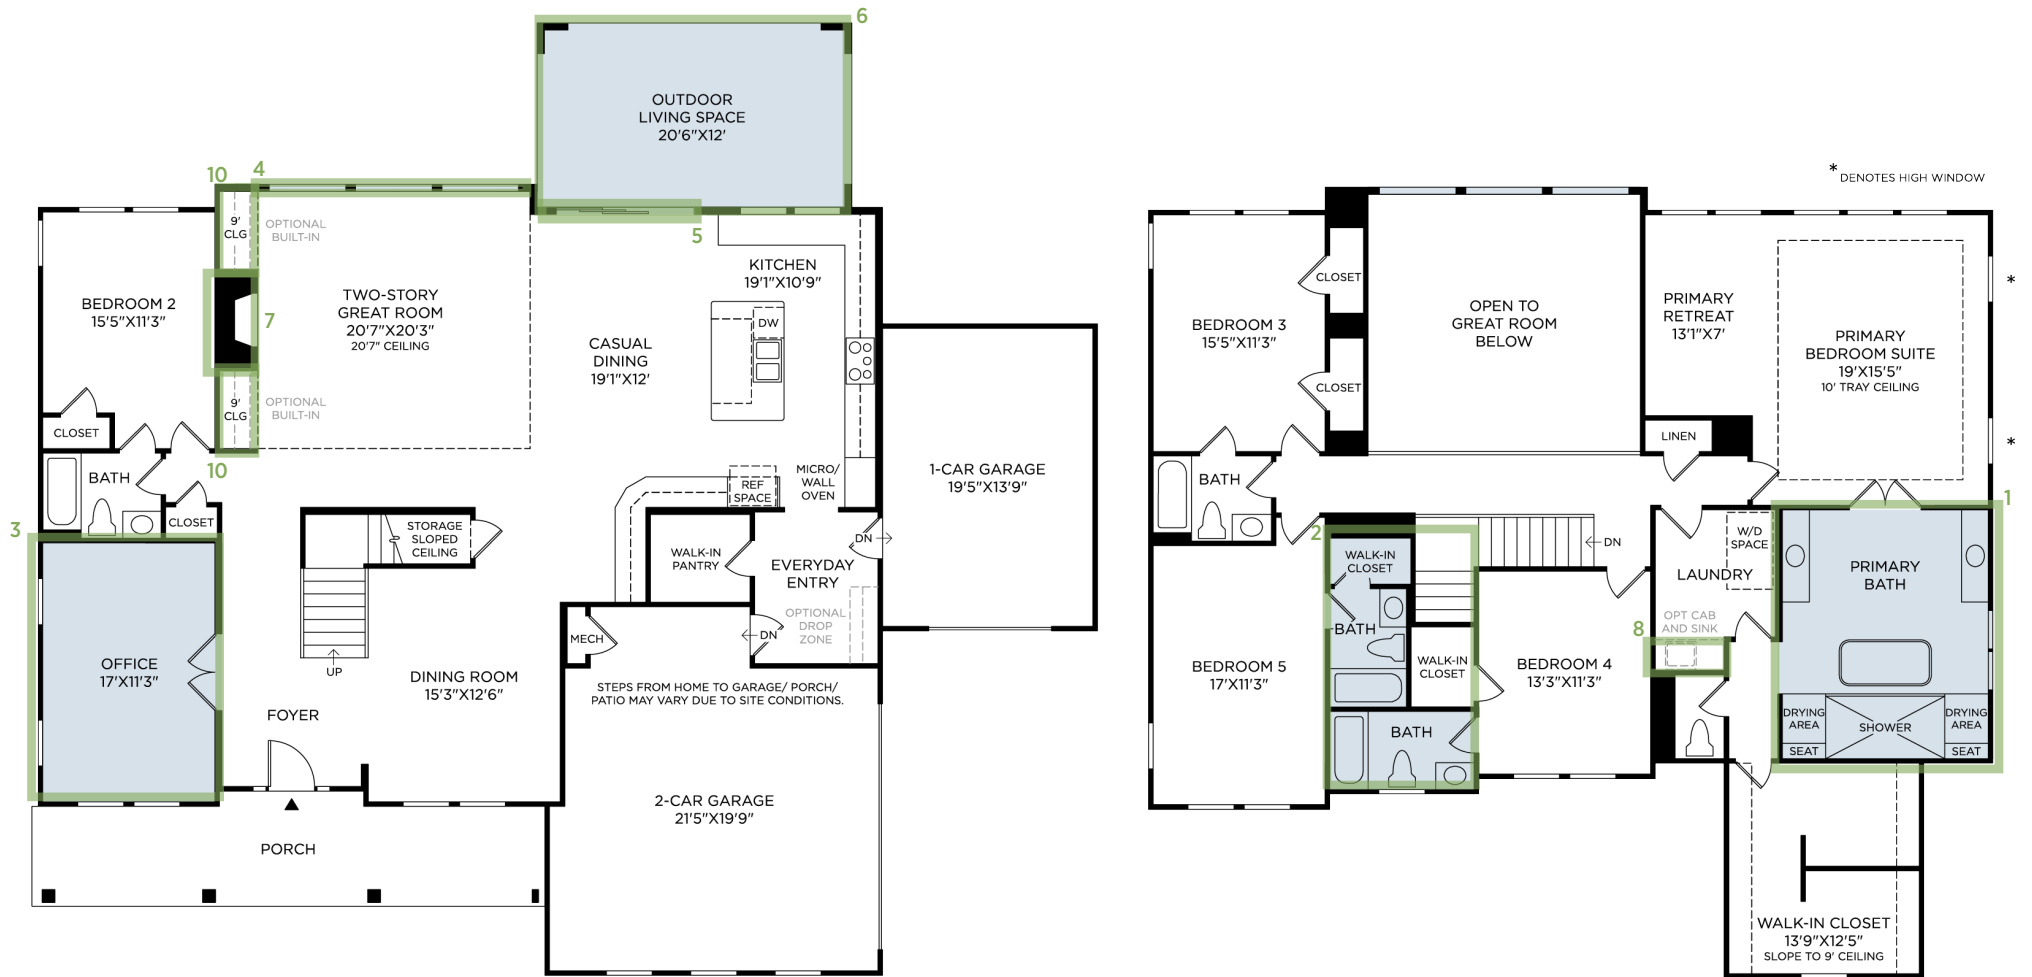 6
OUTDOOR
LIVING SPACE
20'6"X12'
10
4
9'
CLG
OPTIONAL
BUILT-IN
5
KITCHEN
19'1"X10'9"
BEDROOM 2
15'5"X11'3"
TWO-STORY
GREAT ROOM
20'7"X20'3"
20'7" CEILING
7
DW
CASUAL
DINING
19'1"X12'
9'
CLG
OPTIONAL
BUILT-IN
CLOSET
10
BATH
MICRO/
WALL
OVEN
REF
SPACE
1-CAR GARAGE
19'5"X13'9"
CLOSET
3
STORAGE
SLOPED
CEILING
WALK-IN
PANTRY
DN
EVERYDAY
ENTRY
OPTIONAL
DROP
ZONE
MECH
DN
OFFICE
17'X11'3"
UP
DINING ROOM
15'3"X12'6"
STEPS FROM HOME TO GARAGE/ PORCH/
PATIO MAY VARY DUE TO SITE CONDITIONS.
FOYER
2-CAR GARAGE
21'5"X19'9"
PORCH
* DENOTES HIGH WINDOW
CLOSET
*
BEDROOM 3
15'5"X11'3"
OPEN TO
GREAT ROOM
BELOW
PRIMARY
RETREAT
13'1"X7'
PRIMARY
BEDROOM SUITE
19'X15'5"
10' TRAY CEILING
CLOSET
LINEN
*
BATH
1
2
WALK-IN
CLOSET
DN
W/D
SPACE
LAUNDRY
PRIMARY
BATH
OPT CAB
AND SINK
8
BATH
BEDROOM 5
17'X11'3"
WALK-IN
CLOSET
BEDROOM 4
13'3"X11'3"
BATH
DRYING
AREA
SEAT
SHOWER
DRYING
AREA
SEAT
WALK-IN CLOSET
13'9"X12'5"
SLOPE TO 9' CEILING